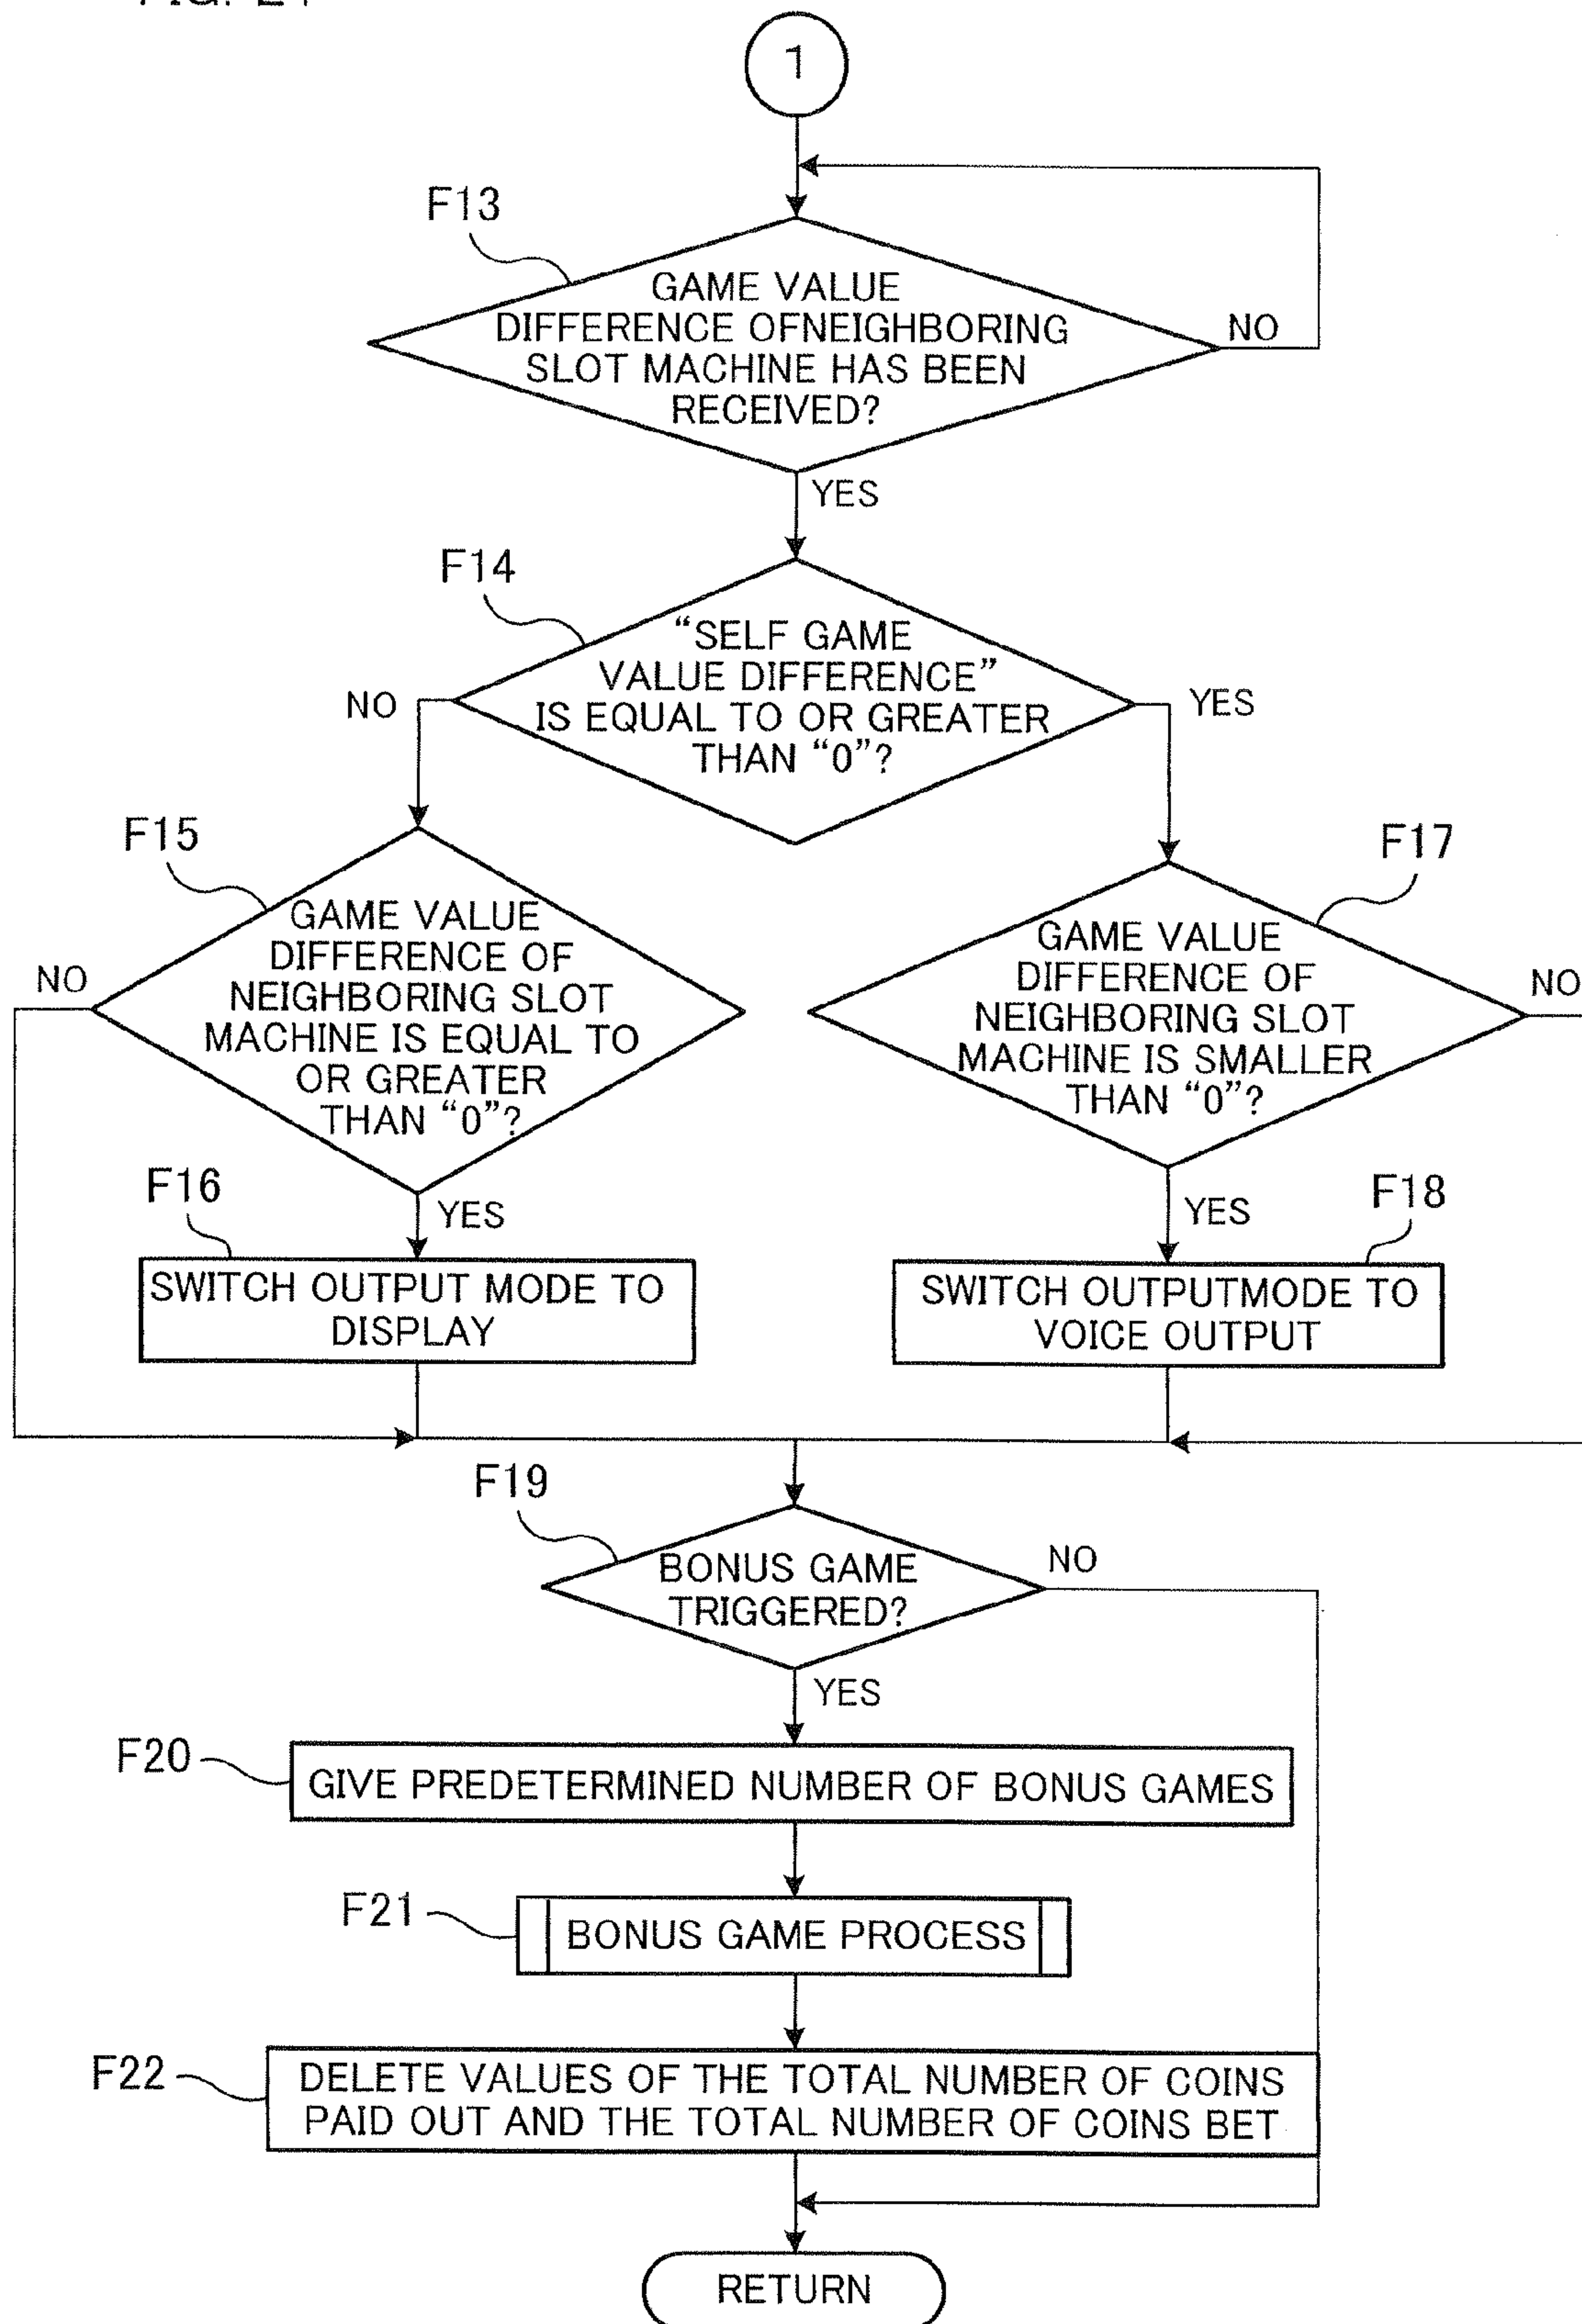 1
F13
GAME VALUE
DIFFERENCE OFNEIGHBORING
SLOT MACHINE HAS BEEN
RECEIVED?
NO
YES
F14
“SELF GAME
VALUE DIFFERENCE”
IS EQUAL TO OR GREATER
THAN “0”?
NO
YES
F15
GAME VALUE
DIFFERENCE OF
NEIGHBORING SLOT
MACHINE IS EQUAL TO
OR GREATER
THAN “0”?
NO
YES
F17
GAME VALUE
DIFFERENCE OF
NEIGHBORING SLOT
MACHINE IS SMALLER
THAN “0”?
NO
YES
F16
SWITCH OUTPUT MODE TO
DISPLAY
F18
SWITCH OUTPUTMODE TO
VOICE OUTPUT
F19
BONUS GAME
TRIGGERED?
NO
YES
F20
GIVE PREDETERMINED NUMBER OF BONUS GAMES
F21
BONUS GAME PROCESS
F22
DELETE VALUES OF THE TOTAL NUMBER OF COINS
PAID OUT AND THE TOTAL NUMBER OF COINS BET
RETURN